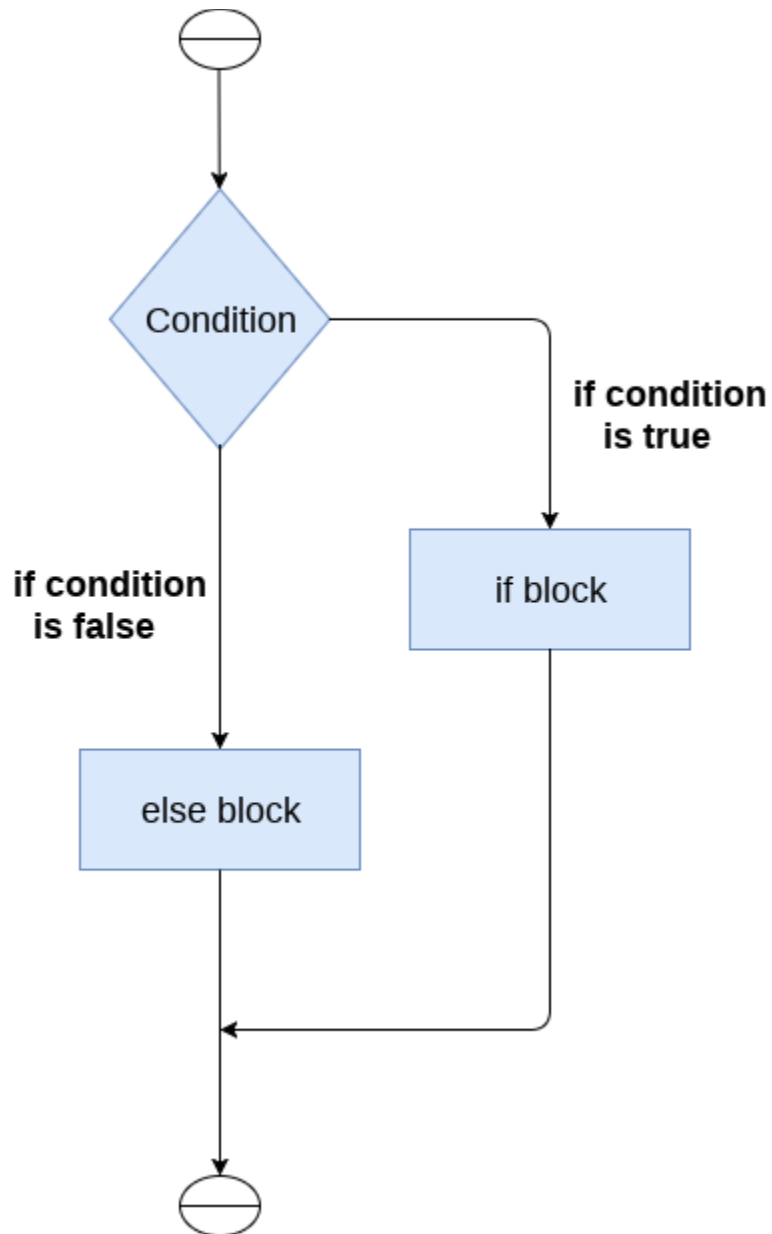 Condition
if condition
is true
if block
if condition
is false
else block